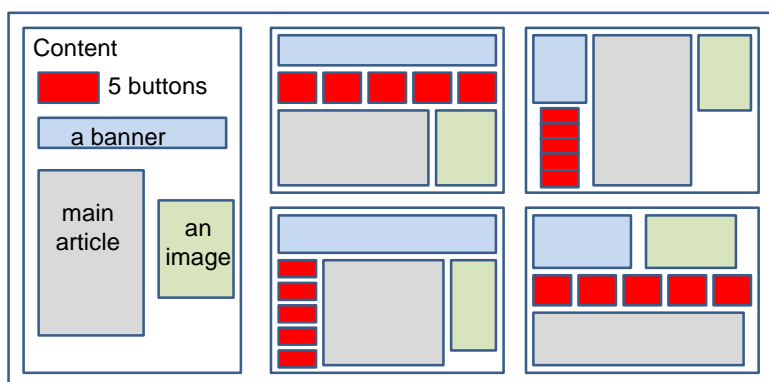 Content
5 buttons
a banner
main
article
an
image